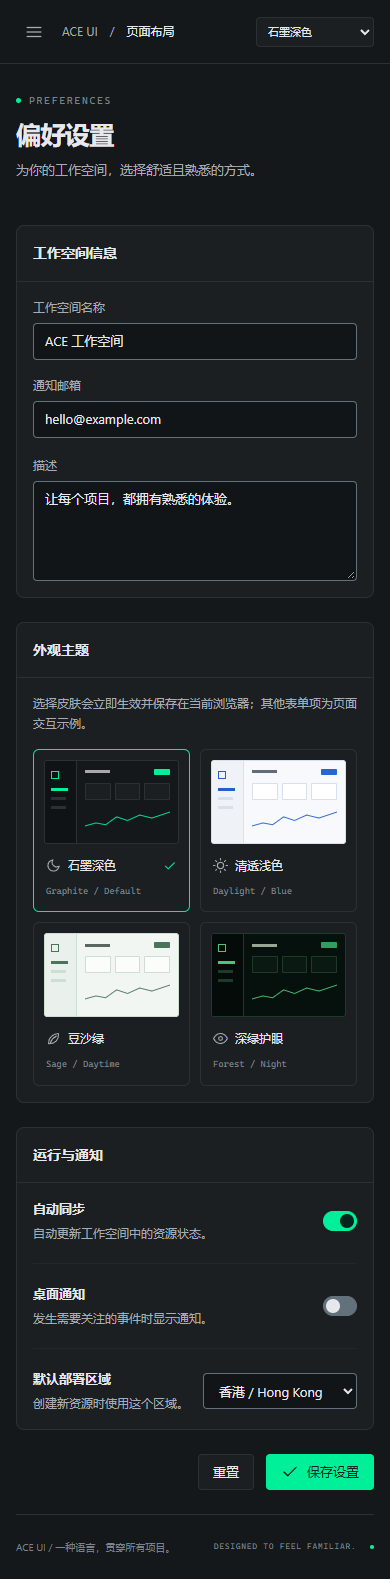 ACE UI / 页面布局 石墨深色
PREFERENCES
偏好设置
为你的工作空间，选择舒适且熟悉的方式。
工作空间信息
工作空间名称
ACE 工作空间
通知邮箱
hello@example.com
描述
让每个项目，都拥有熟悉的体验。
外观主题
选择皮肤会立即生效并保存在当前浏览器；其他表单项为页面
交互示例。
石墨深色
Graphite / Default
清透浅色
Daylight / Blue
豆沙绿
Sage / Daytime
深绿护眼
Forest / Night
运行与通知
自动同步
自动更新工作空间中的资源状态。
桌面通知
发生需要关注的事件时显示通知。
默认部署区域
创建新资源时使用这个区域。
香港 / Hong Kong
重置 保存设置
ACE UI / 一种语言，贯穿所有项目。 DESIGNED TO FEEL FAMILIAR.